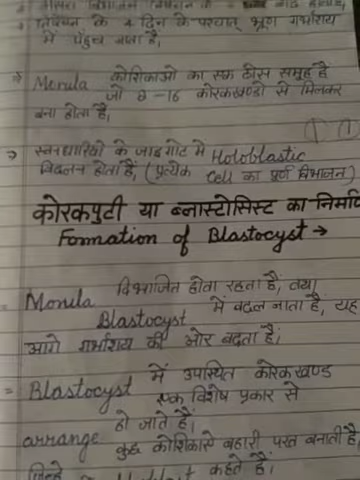 निषेचन के 4 दिन के पश्चात् भ्रूण गर्भाशय
में पहुँच जाता है,
Morula कोशिकाओं का एक ठोस समूह है
जो 8-16 कोरकखण्डो से मिलकर
बना होता है,
स्तनधारियो के जाइगोट में Holoblastic
विदलन होता है, (प्रत्येक Cell का पूर्ण विभाजन)
कोरकपुटी या ब्लास्टोसिस्ट का निर्माण
Formation of Blastocyst →
Morula विभाजित होता रहता है, तथा
Blastocyst में बदल जाता है, यह
आगे गर्भाशय की ओर बढता है।
Blastocyst में उपस्थित कोरकखण्ड
एक विशेष प्रकार से
arrange हो जाते है।
कुछ कोशिकाएे बहारी परत बनाती है,
जिन्हे कहते है।